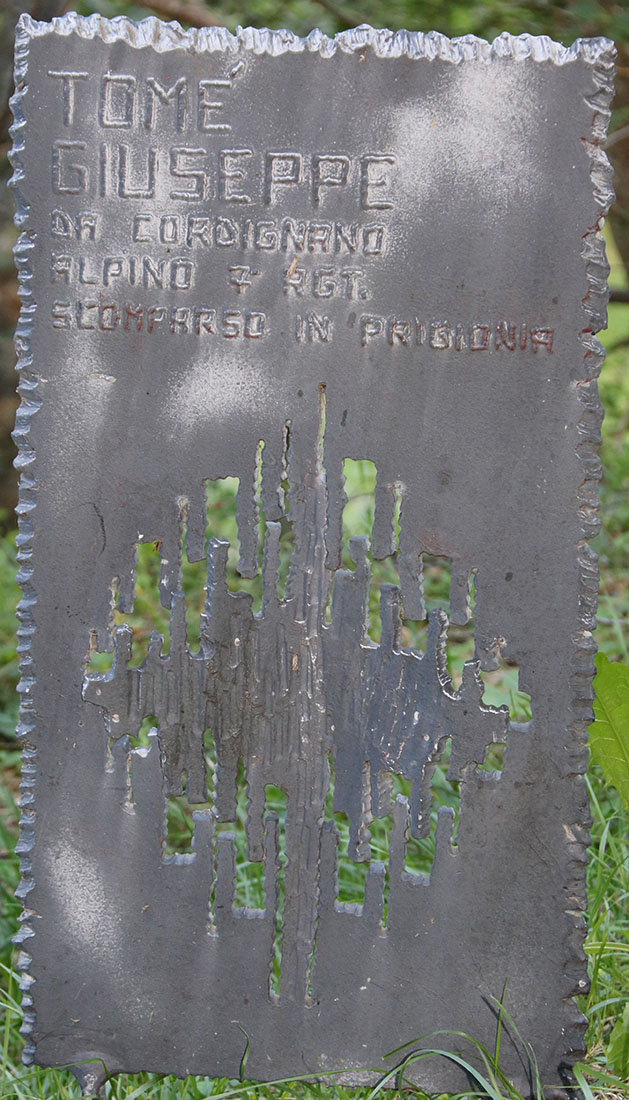 TOMÉ
GIUSEPPE
DA CORDIGNANO
ALPINO 7 RGT.
SCOMPARSO IN PRIGIONIA